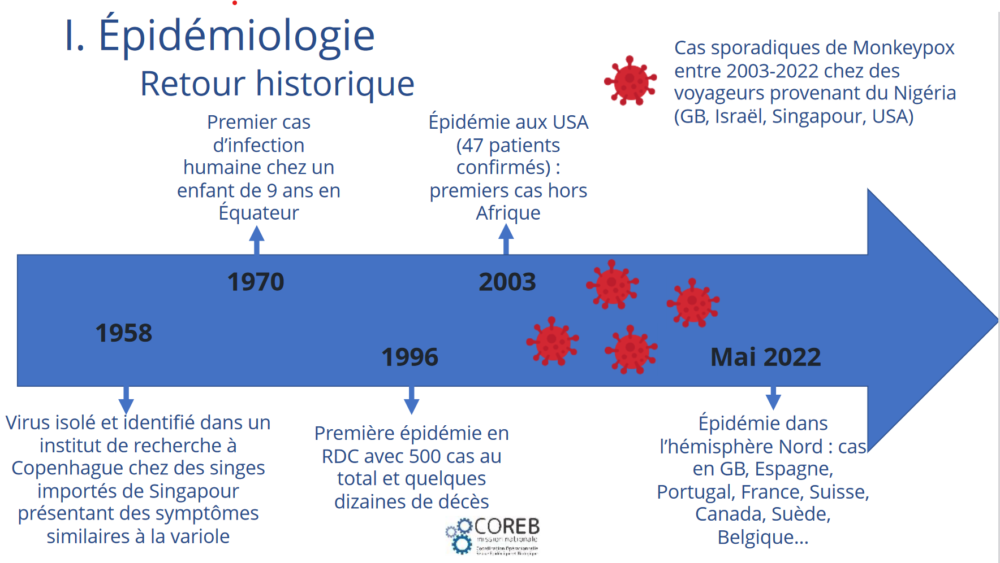 I. Épidémiologie
Retour historique
Cas sporadiques de Monkeypox
entre 2003-2022 chez des
voyageurs provenant du Nigéria
(GB, Israël, Singapour, USA)
Premier cas
d’infection
humaine chez un
enfant de 9 ans en
Équateur
Épidémie aux USA
(47 patients
confirmés) :
premiers cas hors
Afrique
1970
2003
1958
1996
Mai 2022
Virus isolé et identifié dans un
institut de recherche à
Copenhague chez des singes
importés de Singapour
présentant des symptômes
similaires à la variole
Première épidémie en
RDC avec 500 cas au
total et quelques
dizaines de décès
Épidémie dans
l’hémisphère Nord : cas
en GB, Espagne,
Portugal, France, Suisse,
Canada, Suède,
Belgique...
COREB
mission nationale
Coordination Opérationnelle